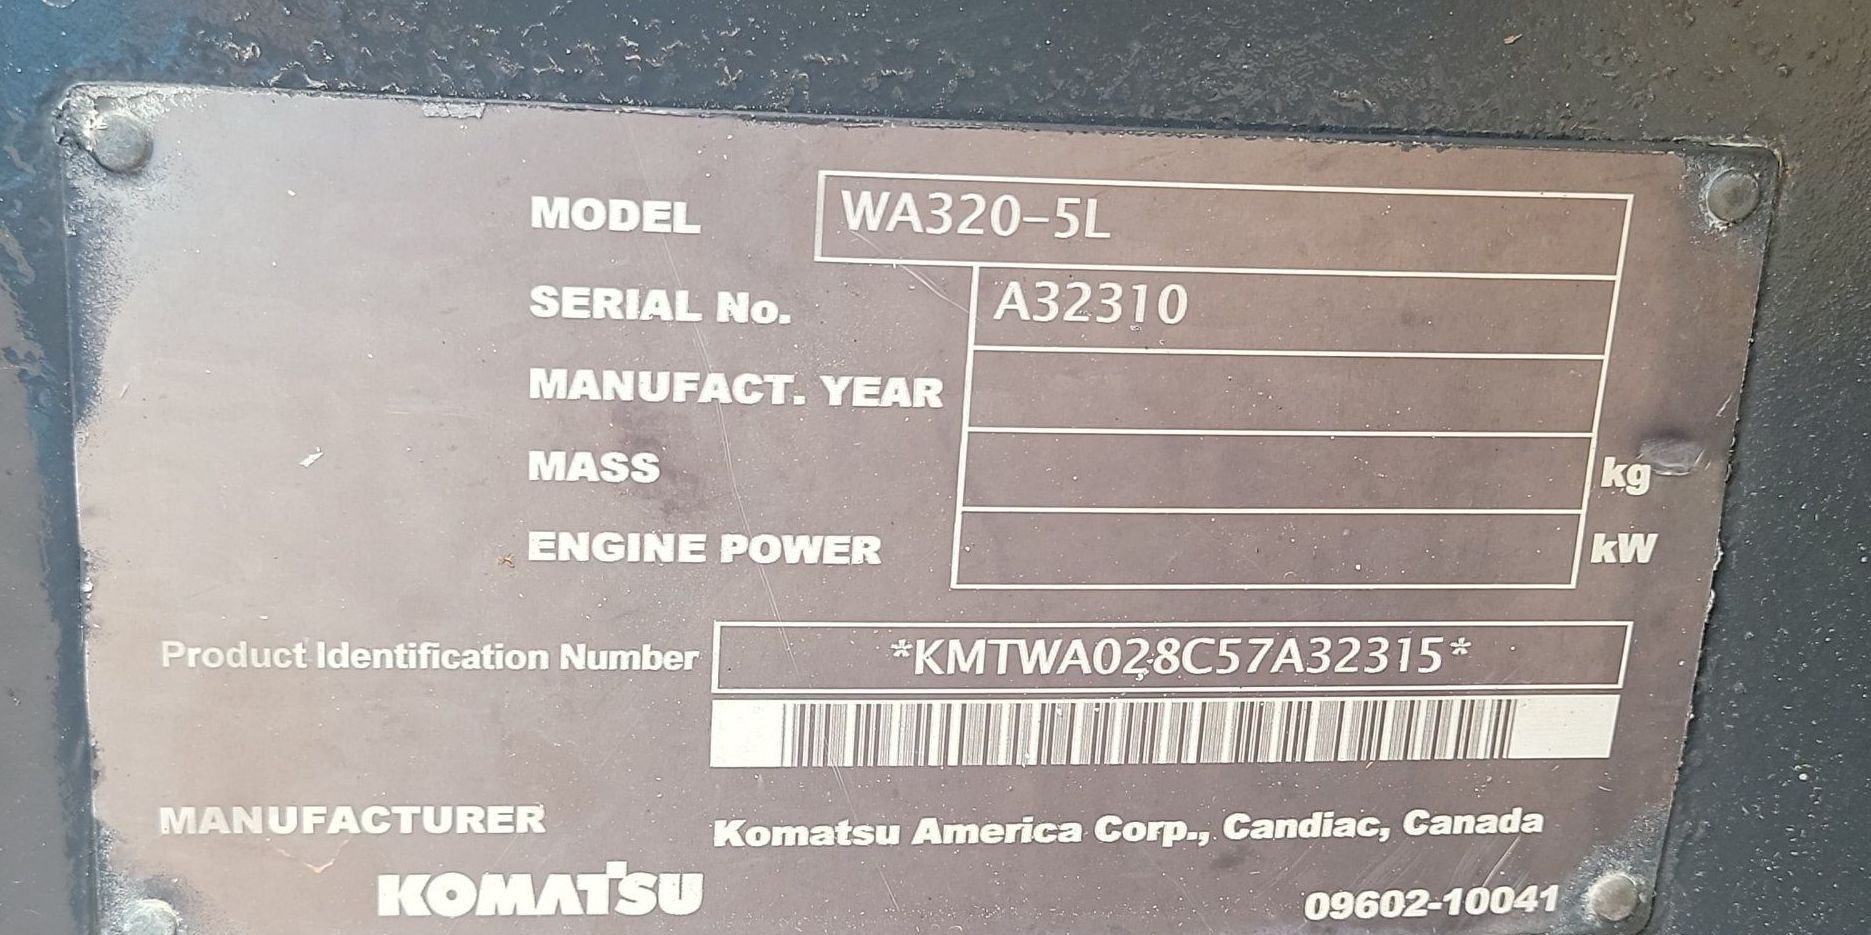 MODEL WA320-5L
SERIAL No. A32310
MANUFACT. YEAR
MASS kg
ENGINE POWER kW
Product Identification Number *KMTWA028C57A32315*
MANUFACTURER Komatsu America Corp., Candiac, Canada
KOMATSU 09602-10041